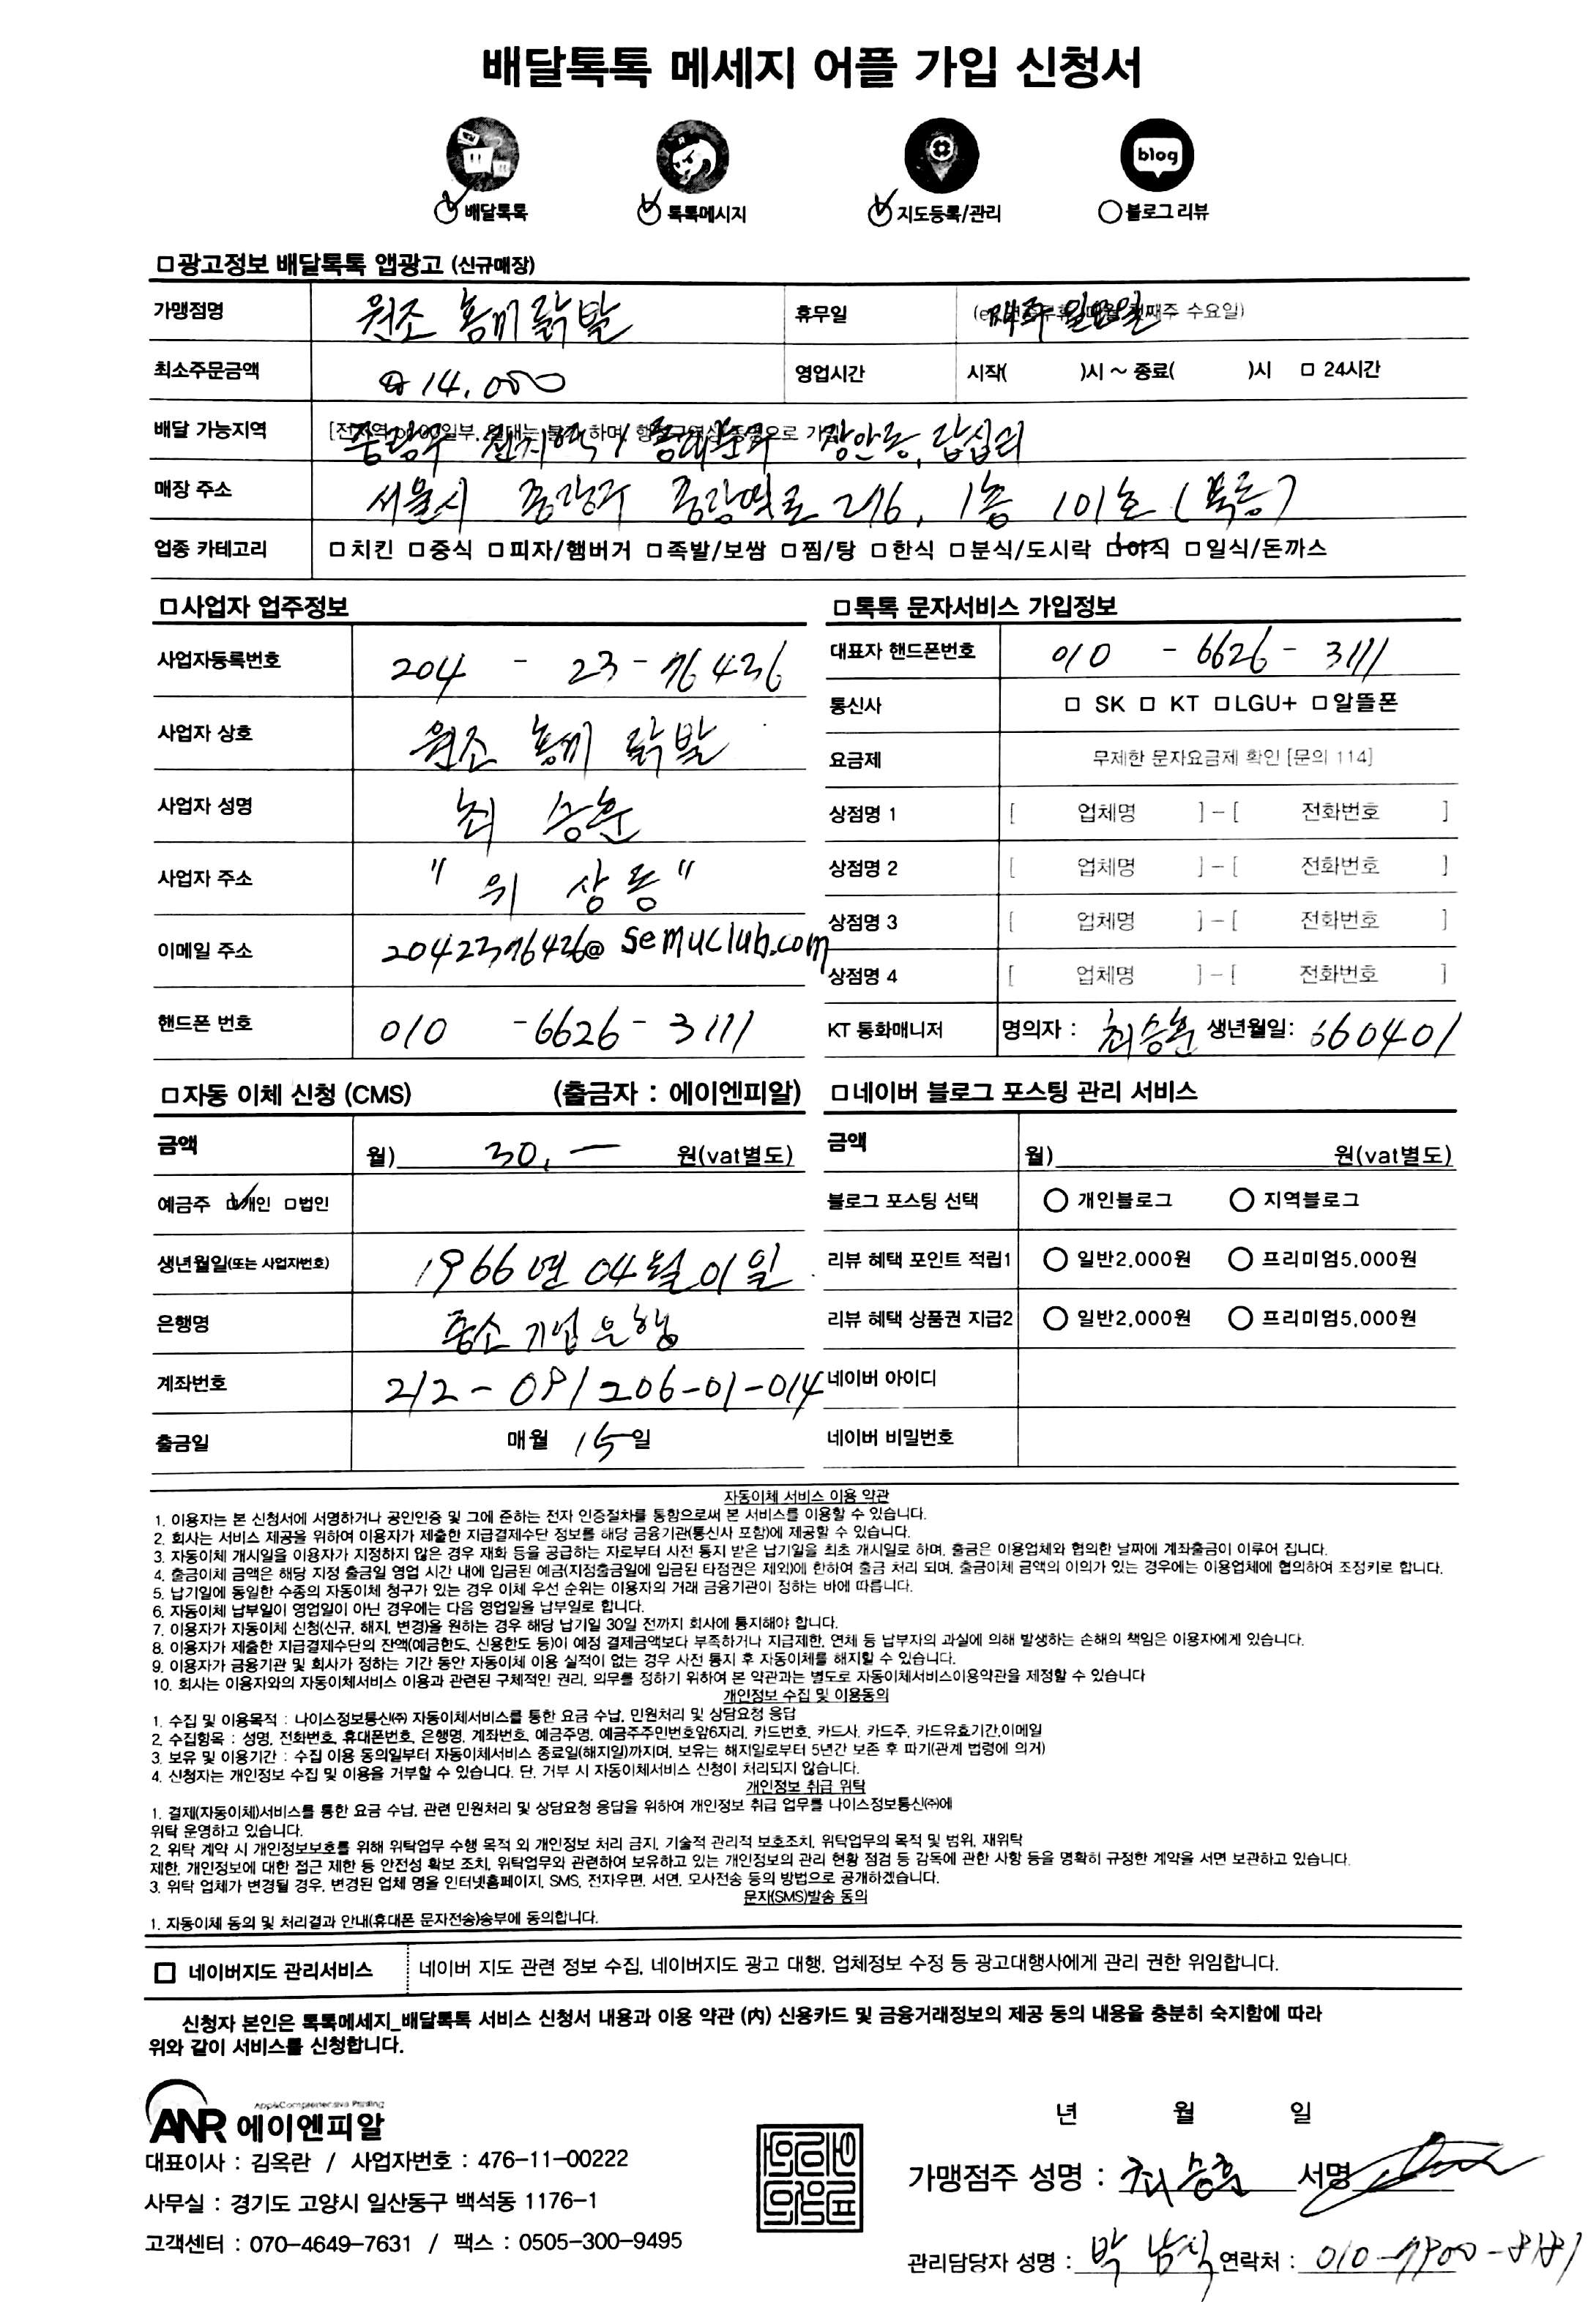 배달톡톡 메세지 어플 가입 신청서
blog
배달톡톡 톡톡메시지 지도등록/관리 블로그 리뷰
광고정보 배달톡톡 앱광고 (신규매장)
가맹점명 원조 홍끼 닭발 휴무일 일요일 수요일)
최소주문금액 ₩14,000 영업시간 시작( )시 ~ 종료( )시 24시간
배달 가능지역 중랑구 전지역 / 동대문구 장안동, 답십리
매장 주소 서울시 중랑구 중랑역로 216, 1층 101호 (묵동)
업종 카테고리 치킨 중식 피자/햄버거 족발/보쌈 찜/탕 한식 분식/도시락 야식 일식/돈까스
사업자 업주정보
사업자등록번호 204 - 23 - 76436
사업자 상호 원조 홍끼 닭발
사업자 성명 최 승훈
사업자 주소 " 위 상동 "
이메일 주소 @ semuclub.com
핸드폰 번호 010 - 6626 - 3111
톡톡 문자서비스 가입정보
대표자 핸드폰번호 010 - 6626 - 3111
통신사 SK KT LGU+ 알뜰폰
요금제 무제한 문자요금제 확인 [문의 114]
상점명 1 [ 업체명 ] - [ 전화번호 ]
상점명 2 [ 업체명 ] - [ 전화번호 ]
상점명 3 [ 업체명 ] - [ 전화번호 ]
상점명 4 [ 업체명 ] - [ 전화번호 ]
KT 통화매니저 명의자 : 최승훈 생년월일: 660401
자동 이체 신청 (CMS) (출금자 : 에이엔피알)
금액 월) 30,— 원(vat별도)
예금주 개인 법인
생년월일(또는 사업자번호) 1966년 04월 01일
은행명 중소기업은행
계좌번호 212-091206-01-014
출금일 매월 15일
네이버 블로그 포스팅 관리 서비스
금액 월) 원(vat별도)
블로그 포스팅 선택 개인블로그 지역블로그
리뷰 혜택 포인트 적립1 일반2,000원 프리미엄5,000원
리뷰 혜택 상품권 지급2 일반2,000원 프리미엄5,000원
네이버 아이디
네이버 비밀번호
자동이체 서비스 이용 약관
1. 이용자는 본 신청서에 서명하거나 공인인증 및 그에 준하는 전자 인증절차를 통함으로써 본 서비스를 이용할 수 있습니다.
2. 회사는 서비스 제공을 위하여 이용자가 제출한 지급결제수단 정보를 해당 금융기관(통신사 포함)에 제공할 수 있습니다.
3. 자동이체 개시일을 이용자가 지정하지 않은 경우 재화 등을 공급하는 자로부터 사전 통지 받은 납기일을 최초 개시일로 하며, 출금은 이용업체와 협의한 날짜에 계좌출금이 이루어 집니다.
4. 출금이체 금액은 해당 지정 출금일 영업 시간 내에 입금된 예금(지정출금일에 입금된 타점권은 제외)에 한하여 출금 처리 되며, 출금이체 금액의 이의가 있는 경우에는 이용업체에 협의하여 조정키로 합니다.
5. 납기일에 동일한 수종의 자동이체 청구가 있는 경우 이체 우선 순위는 이용자의 거래 금융기관이 정하는 바에 따릅니다.
6. 자동이체 납부일이 영업일이 아닌 경우에는 다음 영업일을 납부일로 합니다.
7. 이용자가 자동이체 신청(신규, 해지, 변경)을 원하는 경우 해당 납기일 30일 전까지 회사에 통지해야 합니다.
8. 이용자가 제출한 지급결제수단의 잔액(예금한도, 신용한도 등)이 예정 결제금액보다 부족하거나 지급제한, 연체 등 납부자의 과실에 의해 발생하는 손해의 책임은 이용자에게 있습니다.
9. 이용자가 금융기관 및 회사가 정하는 기간 동안 자동이체 이용 실적이 없는 경우 사전 통지 후 자동이체를 해지할 수 있습니다.
10. 회사는 이용자와의 자동이체서비스 이용과 관련된 구체적인 권리, 의무를 정하기 위하여 본 약관과는 별도로 자동이체서비스이용약관을 제정할 수 있습니다
개인정보 수집 및 이용동의
1. 수집 및 이용목적 : 나이스정보통신㈜ 자동이체서비스를 통한 요금 수납, 민원처리 및 상담요청 응답
2. 수집항목 : 성명, 전화번호, 휴대폰번호, 은행명, 계좌번호, 예금주명, 예금주주민번호앞6자리, 카드번호, 카드사, 카드주, 카드유효기간,이메일
3. 보유 및 이용기간 : 수집 이용 동의일부터 자동이체서비스 종료일(해지일)까지며, 보유는 해지일로부터 5년간 보존 후 파기(관계 법령에 의거)
4. 신청자는 개인정보 수집 및 이용을 거부할 수 있습니다. 단, 거부 시 자동이체서비스 신청이 처리되지 않습니다.
개인정보 취급 위탁
1. 결제(자동이체)서비스를 통한 요금 수납, 관련 민원처리 및 상담요청 응답을 위하여 개인정보 취급 업무를 나이스정보통신㈜에
위탁 운영하고 있습니다.
2. 위탁 계약 시 개인정보보호를 위해 위탁업무 수행 목적 외 개인정보 처리 금지, 기술적 관리적 보호조치, 위탁업무의 목적 및 범위, 재위탁
제한, 개인정보에 대한 접근 제한 등 안전성 확보 조치, 위탁업무와 관련하여 보유하고 있는 개인정보의 관리 현황 점검 등 감독에 관한 사항 등을 명확히 규정한 계약을 서면 보관하고 있습니다.
3. 위탁 업체가 변경될 경우, 변경된 업체 명을 인터넷홈페이지, SMS, 전자우편, 서면, 모사전송 등의 방법으로 공개하겠습니다.
문자(SMS)발송 동의
1. 자동이체 동의 및 처리결과 안내(휴대폰 문자전송)송부에 동의합니다.
네이버지도 관리서비스 네이버 지도 관련 정보 수집, 네이버지도 광고 대행, 업체정보 수정 등 광고대행사에게 관리 권한 위임합니다.
신청자 본인은 톡톡메세지_배달톡톡 서비스 신청서 내용과 이용 약관 (內) 신용카드 및 금융거래정보의 제공 동의 내용을 충분히 숙지함에 따라
위와 같이 서비스를 신청합니다.
ANR 에이엔피알
대표이사 : 김옥란 / 사업자번호 : 476-11-00222
사무실 : 경기도 고양시 일산동구 백석동 1176-1
고객센터 : 070-4649-7631 / 팩스 : 0505-300-9495
년 월 일
가맹점주 성명 : 최승훈 서명
관리담당자 성명 : 박남식 연락처 : 010